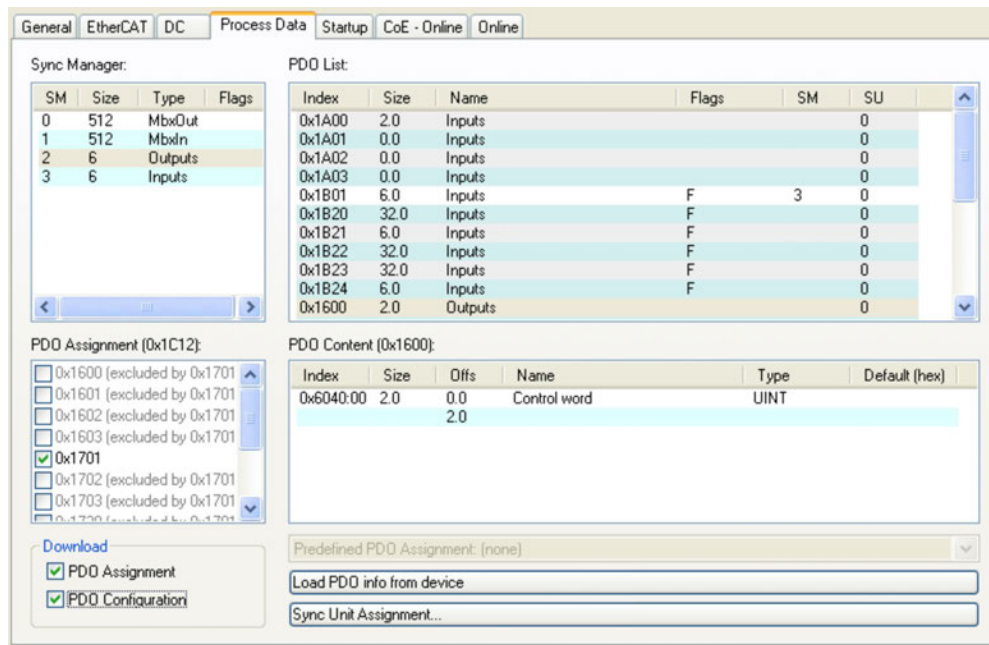 General EtherCAT DC Process Data Startup CoE - Online Online
Sync Manager:
SM Size Type Flags
0 512 MbxOut
1 512 MbxIn
2 6 Outputs
3 6 Inputs
PDO List:
Index Size Name Flags SM SU
0x1A00 2.0 Inputs 0
0x1A01 0.0 Inputs 0
0x1A02 0.0 Inputs 0
0x1A03 0.0 Inputs 0
0x1B01 6.0 Inputs F 3 0
0x1B20 32.0 Inputs F 0
0x1B21 6.0 Inputs F 0
0x1B22 32.0 Inputs F 0
0x1B23 32.0 Inputs F 0
0x1B24 6.0 Inputs F 0
0x1600 2.0 Outputs 0
PDO Assignment (0x1C12):
0x1600 (excluded by 0x1701
0x1601 (excluded by 0x1701
0x1602 (excluded by 0x1701
0x1603 (excluded by 0x1701
0x1701
0x1702 (excluded by 0x1701
0x1703 (excluded by 0x1701
PDO Content (0x1600):
Index Size Offs Name Type Default (hex)
0x6040:00 2.0 0.0 Control word UINT
2.0
Download
PDO Assignment
PDO Configuration
Predefined PDO Assignment: (none)
Load PDO info from device
Sync Unit Assignment...